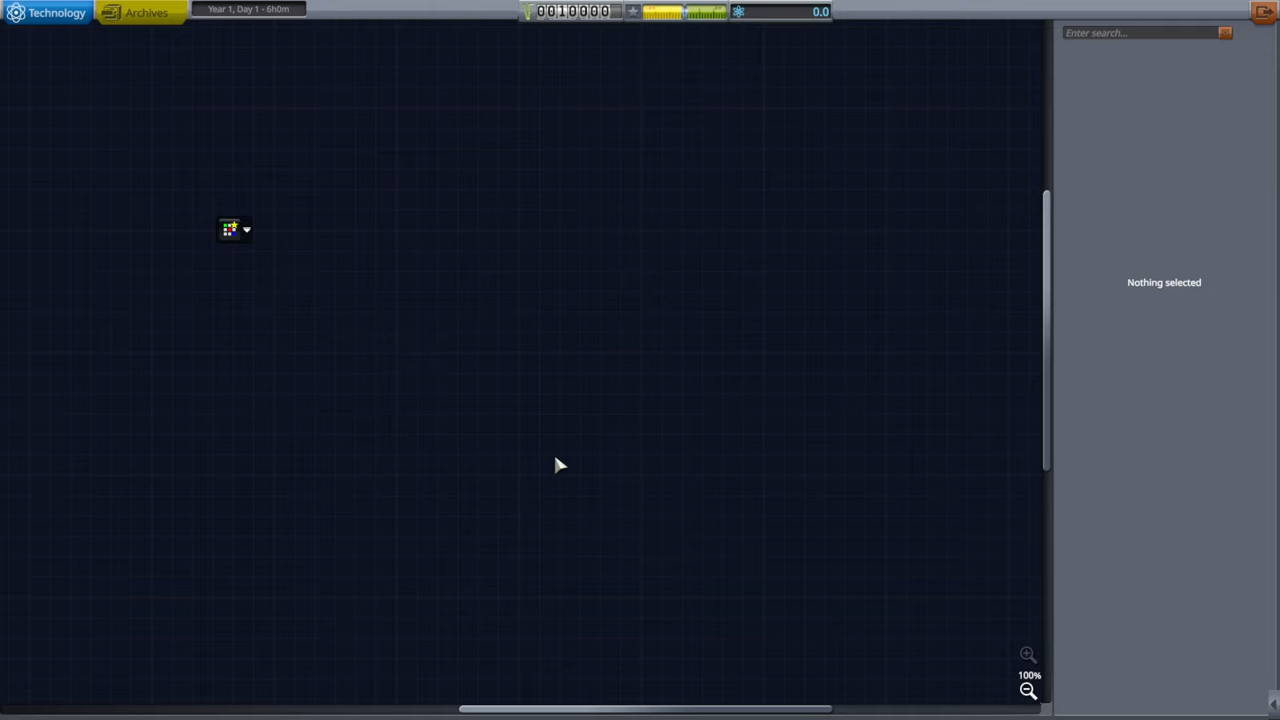 Technology
Archives
Year 1, Day 1 - 6h0m
0010000
0.0
Enter search...
Nothing selected
100%